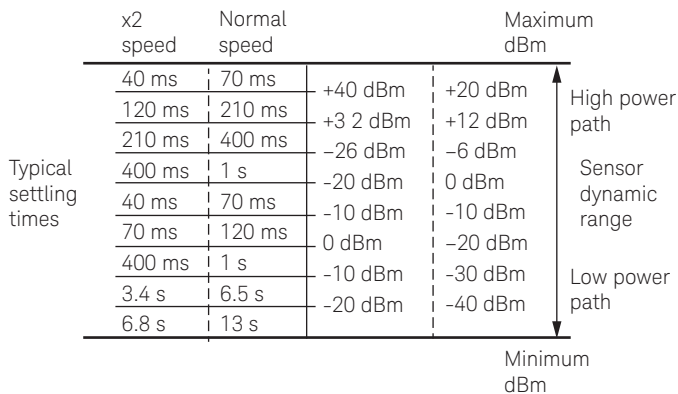 x2 speed
Normal speed
Maximum dBm
40 ms 70 ms
+40 dBm +20 dBm
High power path
120 ms 210 ms
+3 2 dBm +12 dBm
210 ms 400 ms
–26 dBm –6 dBm
Typical settling times
400 ms 1 s
-20 dBm 0 dBm
Sensor dynamic range
40 ms 70 ms
-10 dBm -10 dBm
70 ms 120 ms
0 dBm –20 dBm
400 ms 1 s
-10 dBm -30 dBm
Low power path
3.4 s 6.5 s
-20 dBm -40 dBm
6.8 s 13 s
Minimum dBm